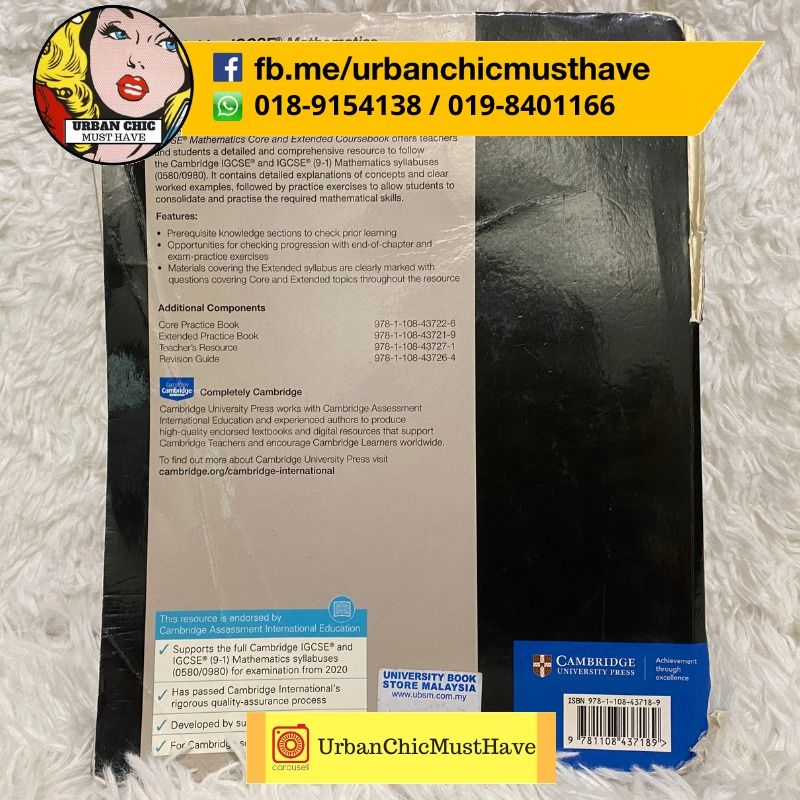 fb.me/urbanchicmusthave
018-9154138 / 019-8401166
URBAN CHIC
MUST HAVE
Mathematics Core and Extended Coursebook offers teachers
and students a detailed and comprehensive resource to follow
the Cambridge IGCSE® and IGCSE® (9-1) Mathematics syllabuses
(0580/0980). It contains detailed explanations of concepts and clear
worked examples, followed by practice exercises to allow students to
consolidate and practise the required mathematical skills.
Features:
• Prerequisite knowledge sections to check prior learning
• Opportunities for checking progression with end-of-chapter and
exam-practice exercises
• Materials covering the Extended syllabus are clearly marked with
questions covering Core and Extended topics throughout the resource
Additional Components
Core Practice Book 978-1-108-43722-6
Extended Practice Book 978-1-108-43721-9
Teacher's Resource 978-1-108-43727-1
Revision Guide 978-1-108-43726-4
Completely Cambridge
Cambridge University Press works with Cambridge Assessment
International Education and experienced authors to produce
high-quality endorsed textbooks and digital resources that support
Cambridge Teachers and encourage Cambridge Learners worldwide.
To find out more about Cambridge University Press visit
cambridge.org/cambridge-international
This resource is endorsed by
Cambridge Assessment International Education
✓ Supports the full Cambridge IGCSE® and
IGCSE® (9-1) Mathematics syllabuses
(0580/0980) for examination from 2020
✓ Has passed Cambridge International's
rigorous quality-assurance process
✓ Developed by
✓ For Cambridge
UNIVERSITY BOOK
STORE MALAYSIA
www.ubsm.com.my
CAMBRIDGE
UNIVERSITY PRESS
Achievement
through
excellence
ISBN 978-1-108-43718-9
9 781108 437189 >
carousell
UrbanChicMustHave